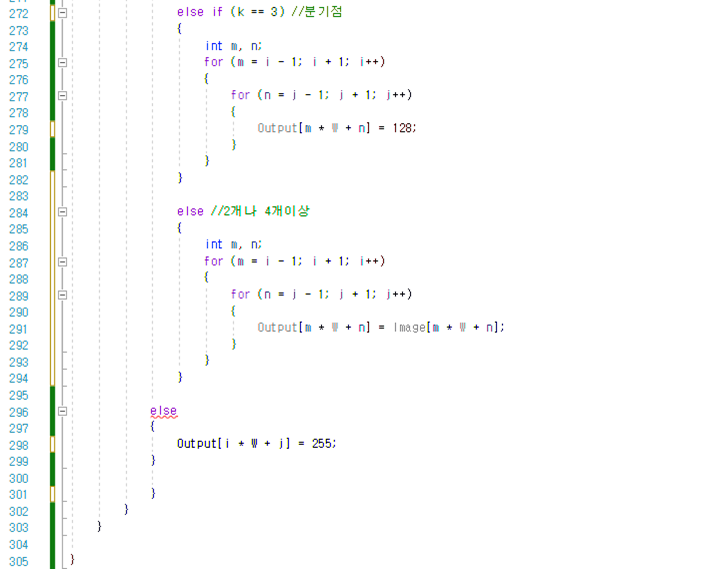 272 else if (k == 3) //분기점
273 {
274 int m, n;
275 for (m = i - 1; i + 1; i++)
276 {
277 for (n = j - 1; j + 1; j++)
278 {
279 Output[m * W + n] = 128;
280 }
281 }
282 }
283
284 else //2개나 4개이상
285 {
286 int m, n;
287 for (m = i - 1; i + 1; i++)
288 {
289 for (n = j - 1; j + 1; j++)
290 {
291 Output[m * W + n] = Image[m * W + n];
292 }
293 }
294 }
295
296 else
297 {
298 Output[i * W + j] = 255;
299 }
300
301 }
302 }
303 }
304
305 }